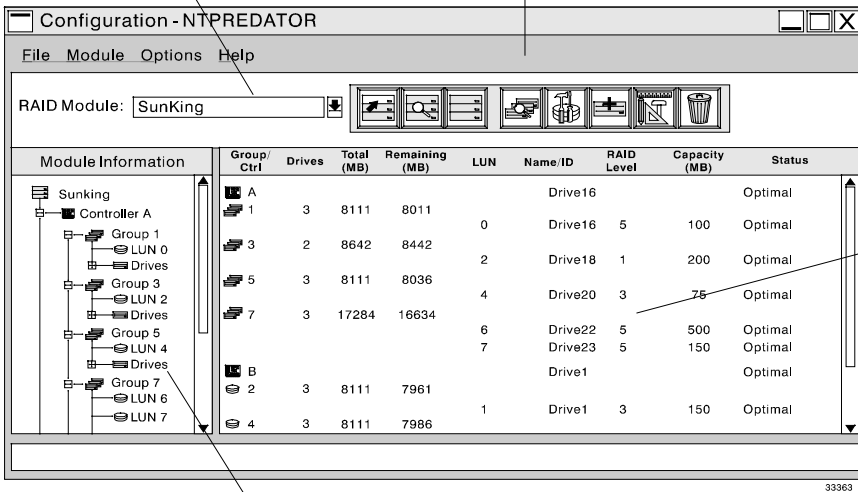 Configuration - NTPREDATOR
File Module Options Help
RAID Module: SunKing
Module Information
Sunking
Controller A
Group 1
LUN 0
Drives
Group 3
LUN 2
Drives
Group 5
LUN 4
Drives
Group 7
LUN 6
LUN 7
Group/ Ctrl Drives Total (MB) Remaining (MB) LUN Name/ID RAID Level Capacity (MB) Status
A Drive16 Optimal
1 3 8111 8011
0 Drive16 5 100 Optimal
3 2 8642 8442
2 Drive18 1 200 Optimal
5 3 8111 8036
4 Drive20 3 75 Optimal
7 3 17284 16634
6 Drive22 5 500 Optimal
7 Drive23 5 150 Optimal
B Drive1 Optimal
2 3 8111 7961
1 Drive1 3 150 Optimal
4 3 8111 7986
33363